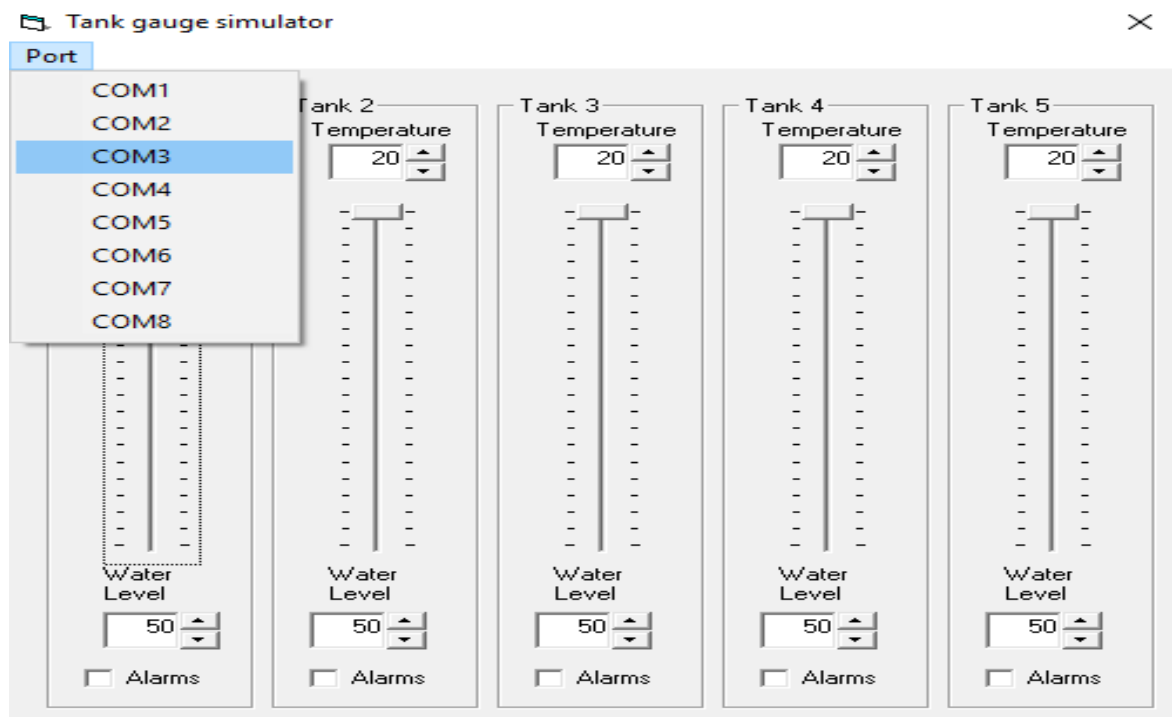 Tank gauge simulator
Port
COM1
COM2
COM3
COM4
COM5
COM6
COM7
COM8
Tank 2 Tank 3 Tank 4 Tank 5
Temperature Temperature Temperature Temperature
20 20 20 20
Water Water Water Water Water
Level Level Level Level Level
50 50 50 50 50
Alarms Alarms Alarms Alarms Alarms